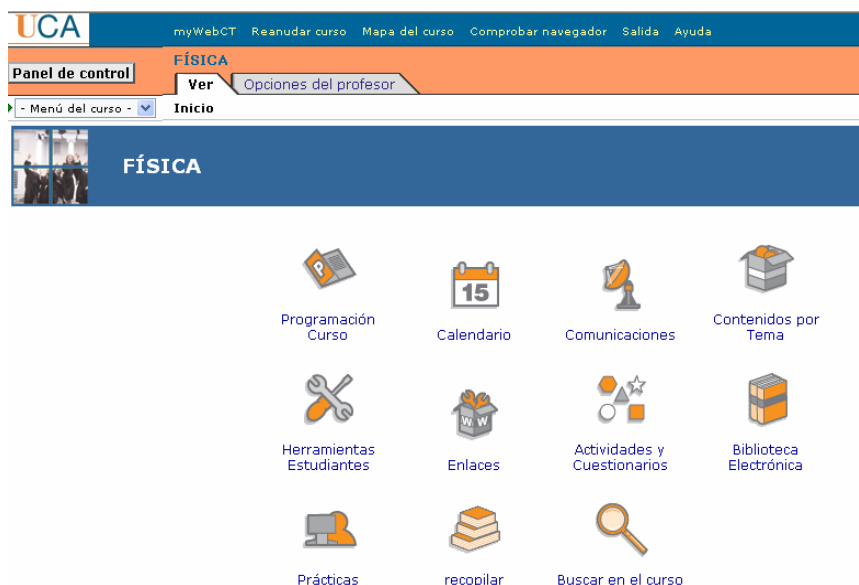 UCA
myWebCT Reanudar curso Mapa del curso Comprobar navegador Salida Ayuda
Panel de control
FÍSICA
Ver Opciones del profesor
- Menú del curso -
Inicio
FÍSICA
P
15
Programación
Curso
Calendario
Comunicaciones
Contenidos por
Tema
W W
Herramientas
Estudiantes
Enlaces
Actividades y
Cuestionarios
Biblioteca
Electrónica
Prácticas
recopilar
Buscar en el curso